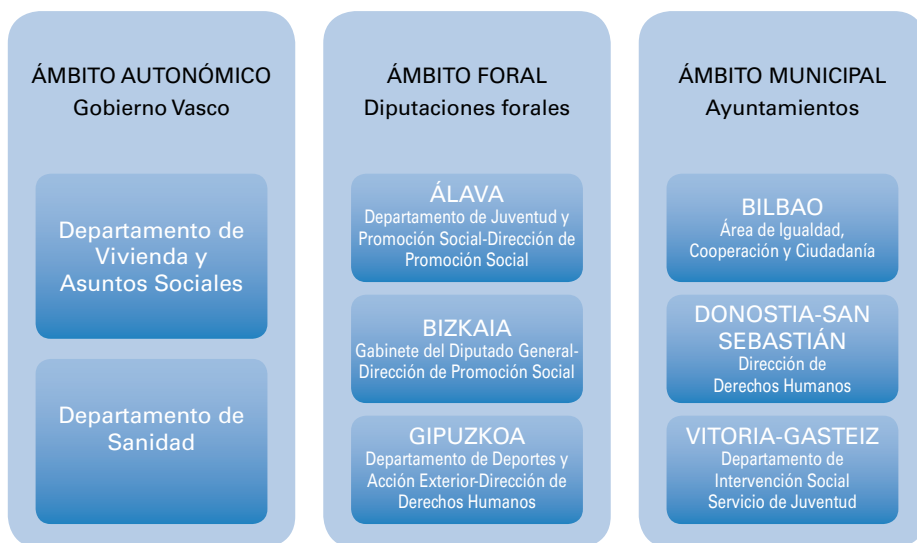 ÁMBITO AUTONÓMICO
Gobierno Vasco
Departamento de
Vivienda y
Asuntos Sociales
Departamento de
Sanidad
ÁMBITO FORAL
Diputaciones forales
ÁLAVA
Departamento de Juventud y
Promoción Social-Dirección de
Promoción Social
BIZKAIA
Gabinete del Diputado General-
Dirección de Promoción Social
GIPUZKOA
Departamento de Deportes y
Acción Exterior-Dirección de
Derechos Humanos
ÁMBITO MUNICIPAL
Ayuntamientos
BILBAO
Área de Igualdad,
Cooperación y Ciudadanía
DONOSTIA-SAN
SEBASTIÁN
Dirección de
Derechos Humanos
VITORIA-GASTEIZ
Departamento de
Intervención Social
Servicio de Juventud